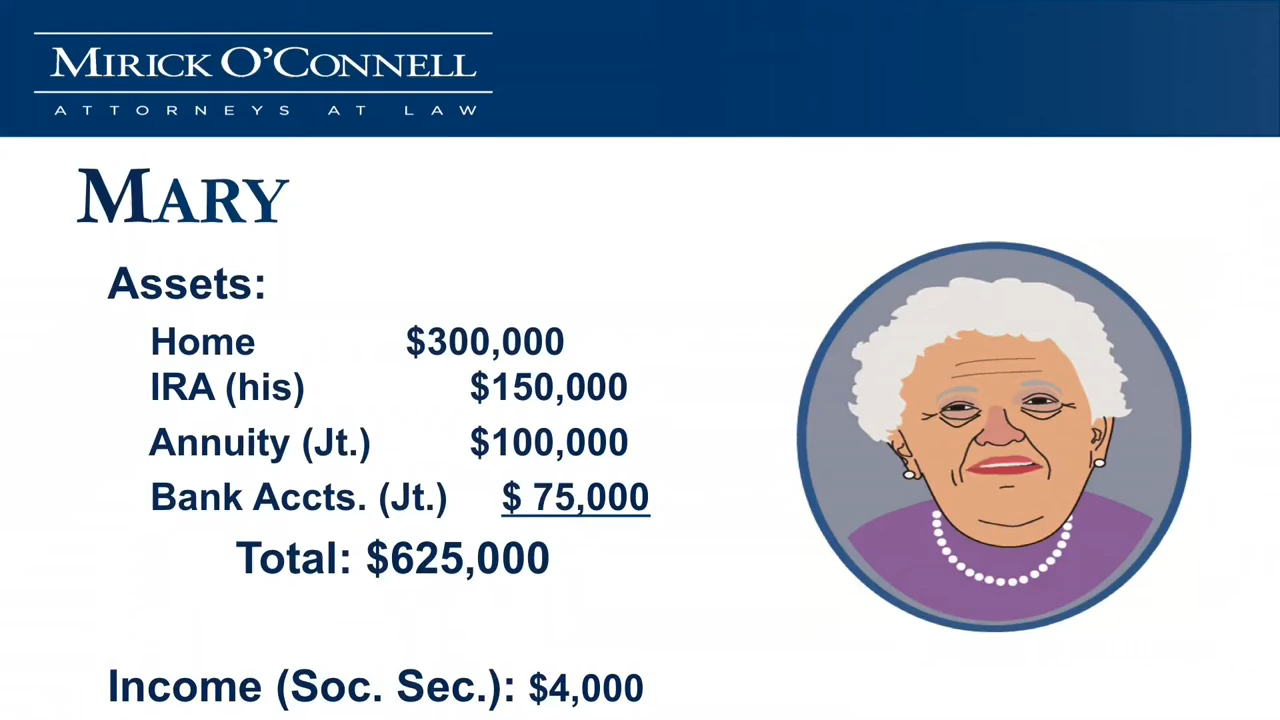 MIRICK O'CONNELL
ATTORNEYS AT LAW
MARY
Assets:
Home $300,000
IRA (his) $150,000
Annuity (Jt.) $100,000
Bank Accts. (Jt.) $ 75,000
Total: $625,000
Income (Soc. Sec.): $4,000